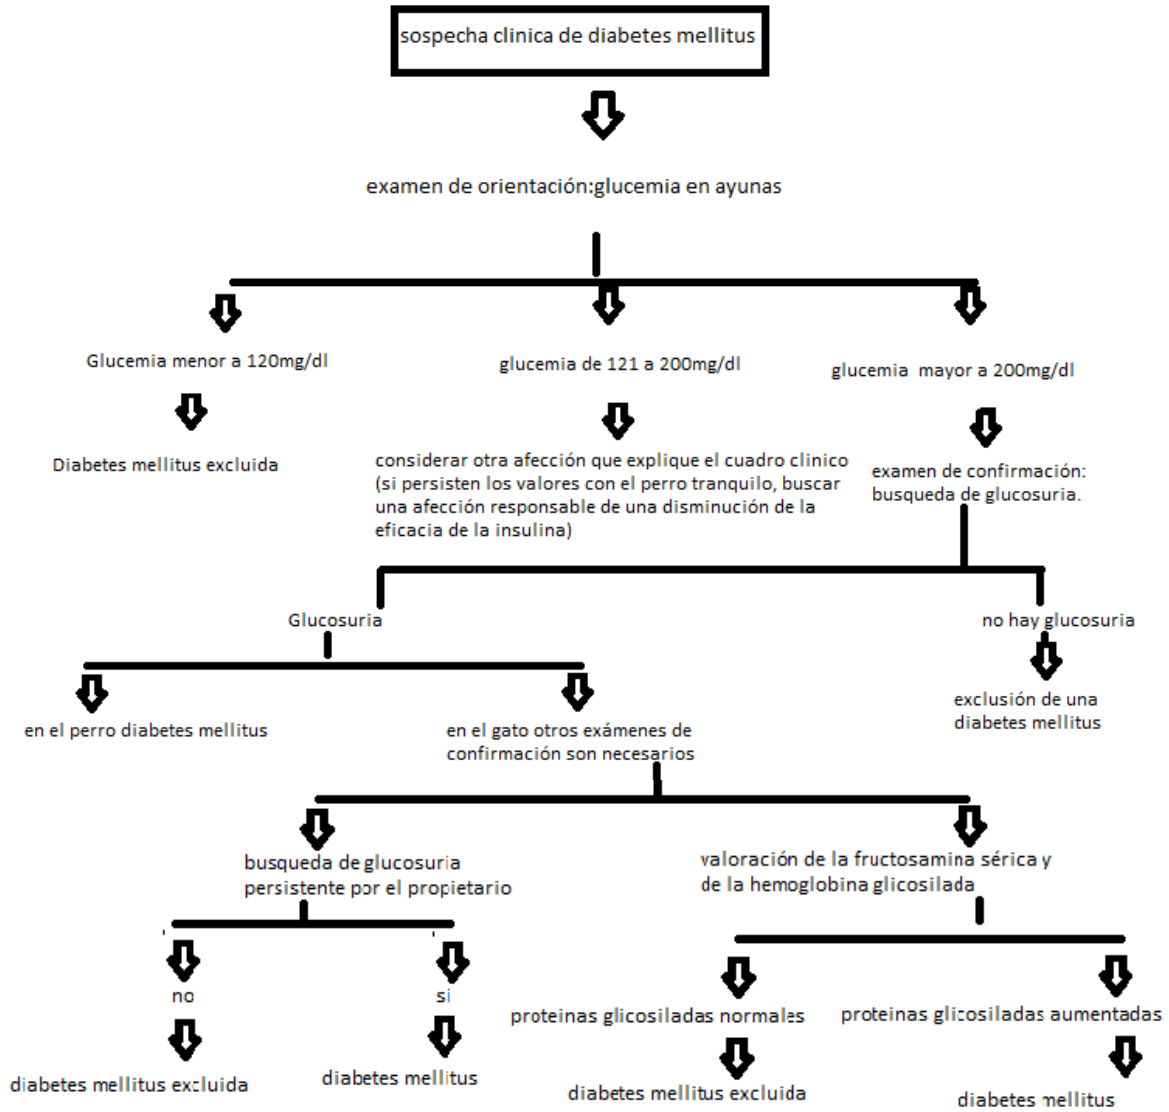 sospecha clinica de diabetes mellitus
examen de orientación:glucemia en ayunas
Glucemia menor a 120mg/dl
glucemia de 121 a 200mg/dl
glucemia mayor a 200mg/dl
Diabetes mellitus excluida
considerar otra afección que explique el cuadro clinico
(si persisten los valores con el perro tranquilo, buscar
una afección responsable de una disminución de la
eficacia de la insulina)
examen de confirmación:
busqueda de glucosuria.
Glucosuria
no hay glucosuria
en el perro diabetes mellitus
en el gato otros exámenes de
confirmación son necesarios
exclusión de una
diabetes mellitus
busqueda de glucosuria
persistente por el propietario
valoración de la fructosamina sérica y
de la hemoglobina glicosilada
no
si
proteinas glicosiladas normales
proteinas glicosiladas aumentadas
diabetes mellitus excluida
diabetes mellitus
diabetes mellitus excluida
diabetes mellitus